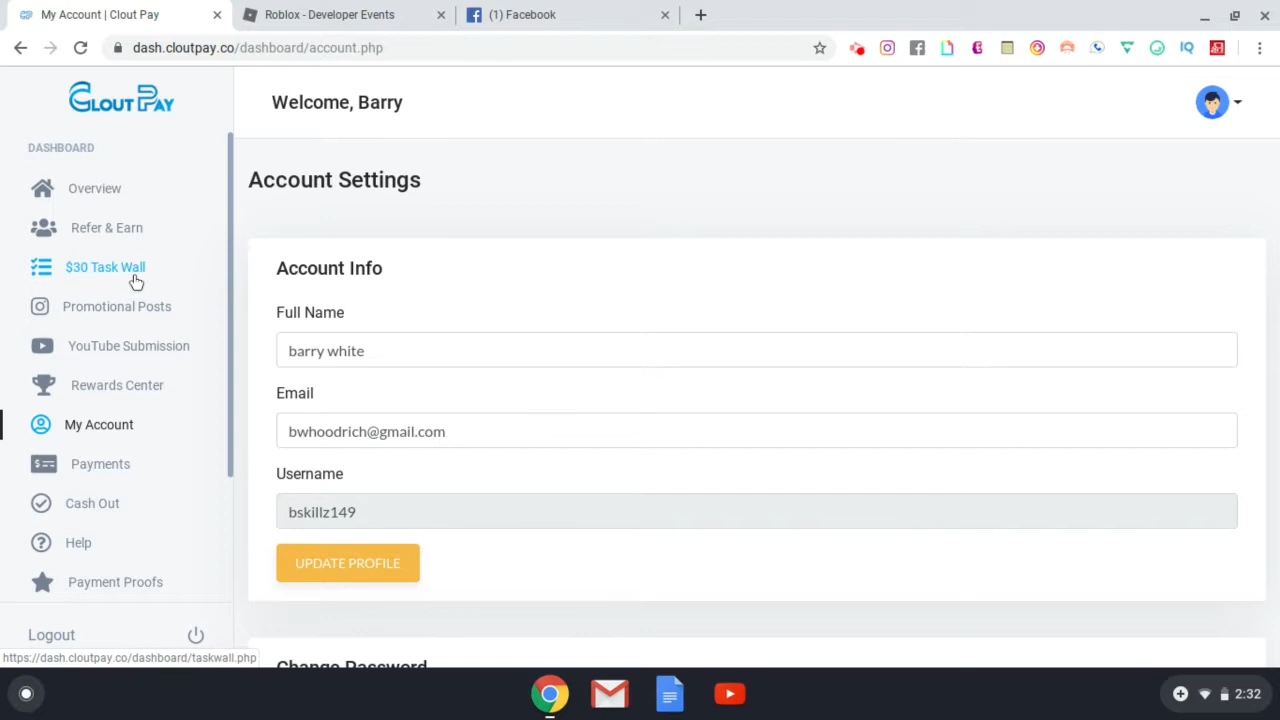 My Account | Clout Pay
Roblox - Developer Events
(1) Facebook
dash.cloutpay.co/dashboard/account.php
CLOUT PAY
Welcome, Barry
DASHBOARD
Overview
Refer & Earn
$30 Task Wall
Promotional Posts
YouTube Submission
Rewards Center
My Account
Payments
Cash Out
Help
Payment Proofs
Logout
https://dash.cloutpay.co/dashboard/taskwall.php
Account Settings
Account Info
Full Name
barry white
Email
bwhoodrich@gmail.com
Username
bskillz149
UPDATE PROFILE
Change Password
2:32